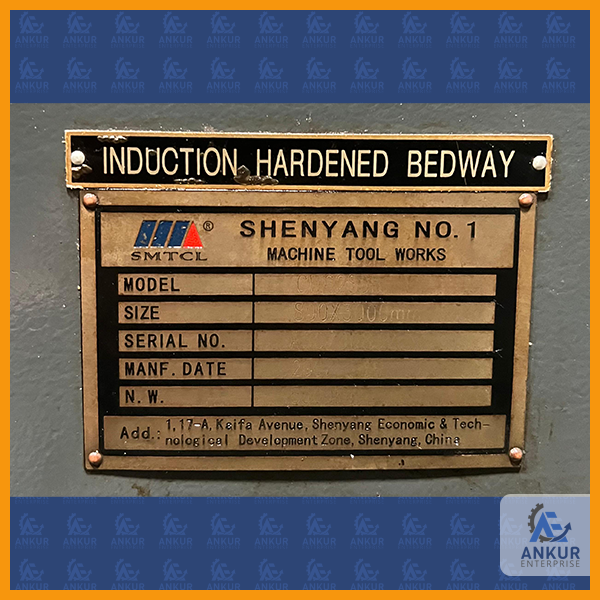 INDUCTION HARDENED BEDWAY
SMTCL ®
SHENYANG NO.1
MACHINE TOOL WORKS
MODEL
SIZE
SERIAL NO.
MANF. DATE
N.W.
Add.: 1,17-A, Kaifa Avenue, Shenyang Economic & Tech-
nological Development Zone, Shenyang, China
ANKUR
ENTERPRISE